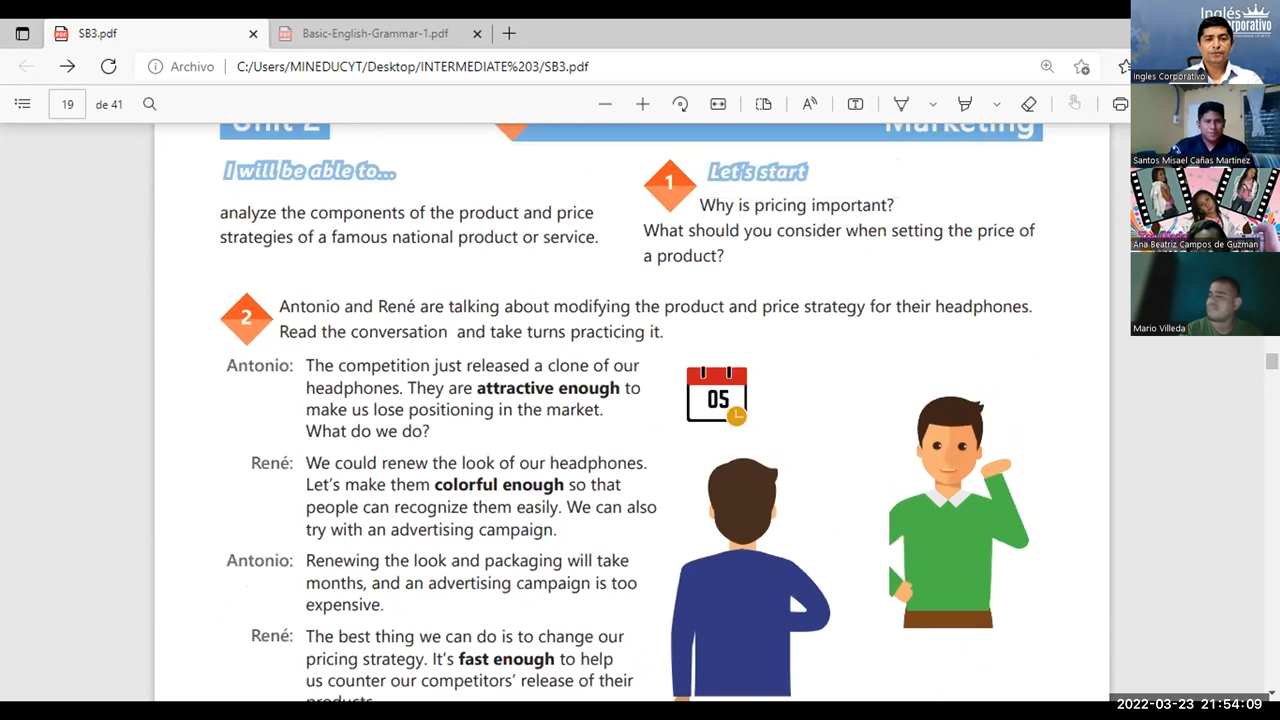 SB3.pdf
Basic-English-Grammar-1.pdf
Archivo
C:/Users/MINEDUCYT/Desktop/INTERMEDIATE%203/SB3.pdf
19 de 41
Unit 2
Marketing
I will be able to...
analyze the components of the product and price
strategies of a famous national product or service.
1
Let's start
Why is pricing important?
What should you consider when setting the price of
a product?
2
Antonio and René are talking about modifying the product and price strategy for their headphones.
Read the conversation and take turns practicing it.
Antonio: The competition just released a clone of our
headphones. They are attractive enough to
make us lose positioning in the market.
What do we do?
René: We could renew the look of our headphones.
Let's make them colorful enough so that
people can recognize them easily. We can also
try with an advertising campaign.
Antonio: Renewing the look and packaging will take
months, and an advertising campaign is too
expensive.
René: The best thing we can do is to change our
pricing strategy. It's fast enough to help
us counter our competitors' release of their
products.
05
Inglés
Corporativo
Ingles Corporativo
Santos Misael Cañas Martinez
Ana Beatriz Campos de Guzman
Mario Villeda
2022-03-23 21:54:09